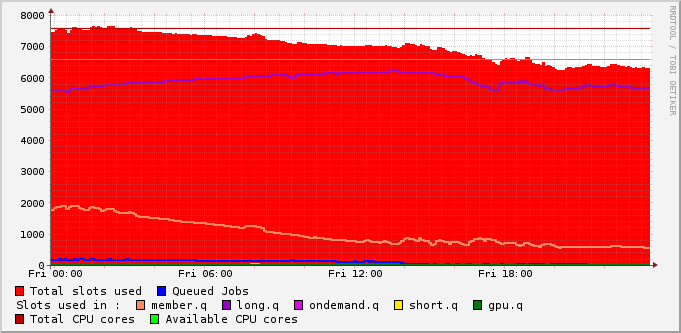 8000
7000
6000
5000
4000
3000
2000
1000
0
Fri 00:00 Fri 06:00 Fri 12:00 Fri 18:00
Total slots used Queued Jobs
Slots used in : member.q long.q ondemand.q short.q gpu.q
Total CPU cores Available CPU cores
RRDTOOL / TOBI OETIKER